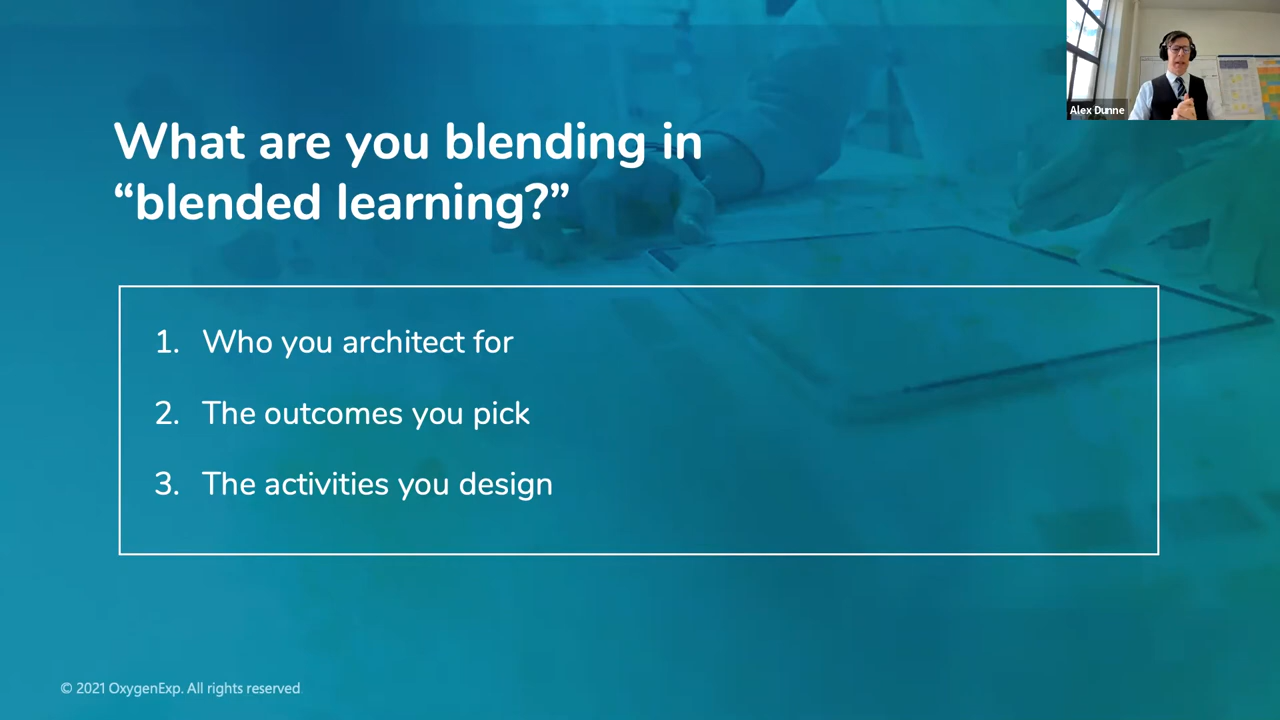 What are you blending in
“blended learning?”
1. Who you architect for
2. The outcomes you pick
3. The activities you design
© 2021 OxygenExp. All rights reserved
Alex Dunne